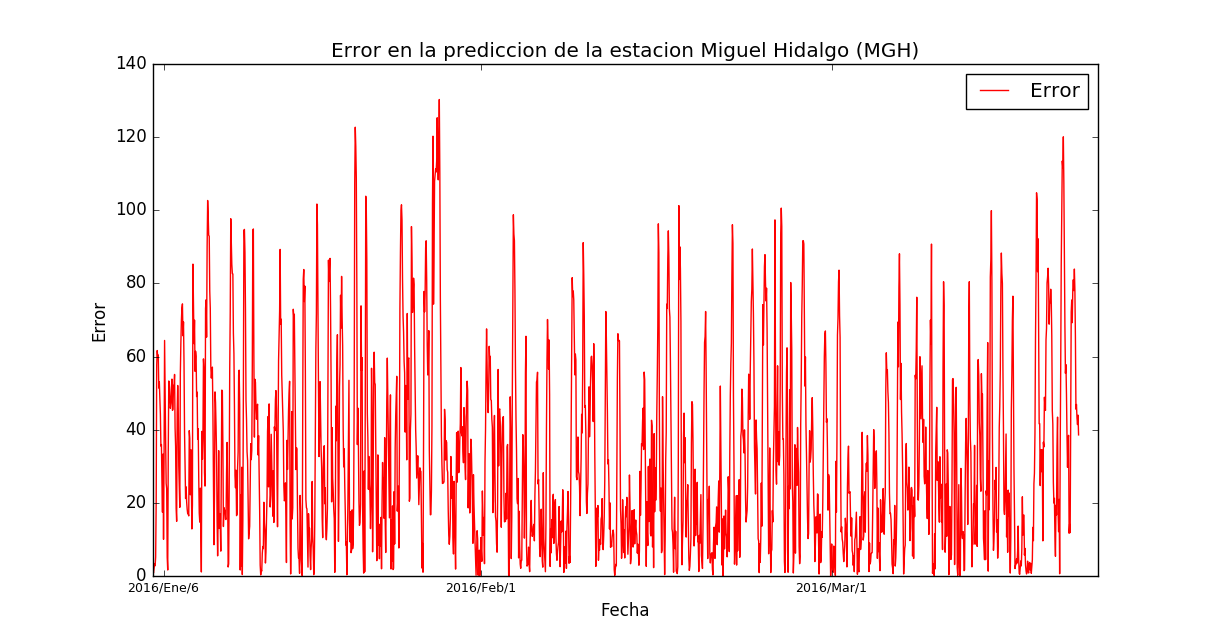 Error en la prediccion de la estacion Miguel Hidalgo (MGH)
Error
140
120
100
80
60
40
20
0
Error
2016/Ene/6
2016/Feb/1
2016/Mar/1
Fecha